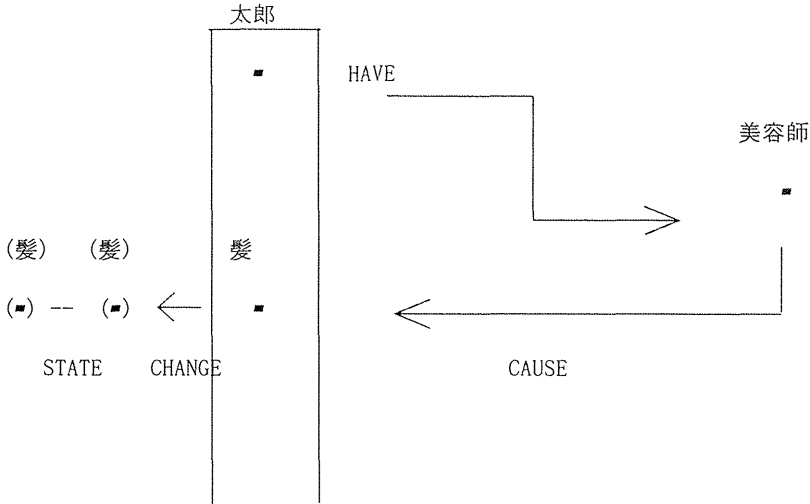 太郎
HAVE
美容師
(髪) (髪) 髪
(▪) -- (▪) ▪
STATE CHANGE CAUSE